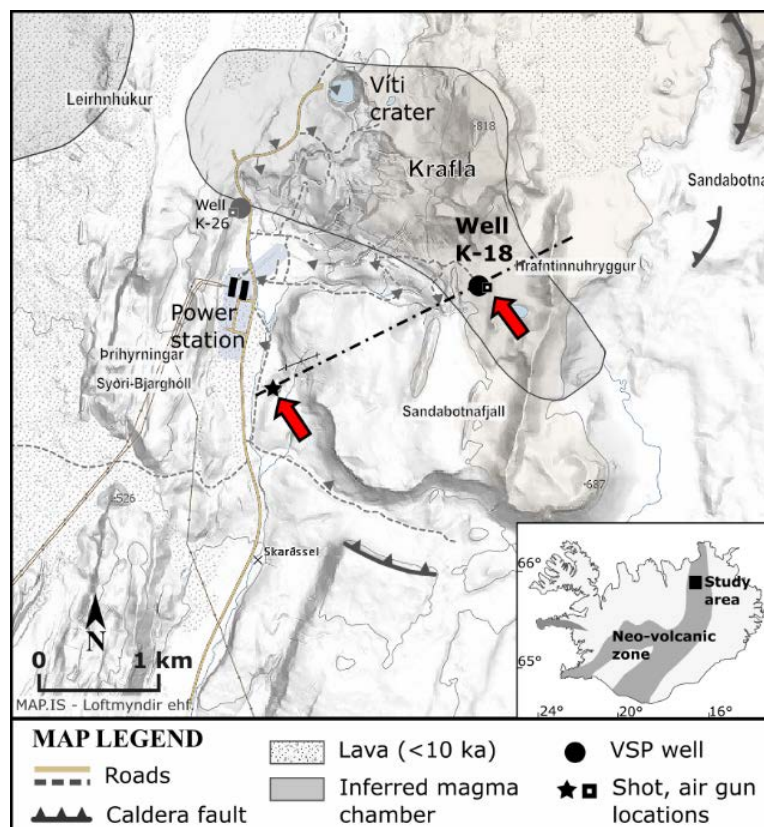 Leirhnhúkur
Víti
crater
818
Krafla
Sandabotna
Well
K-26
Well
K-18
Hrafntinnuhryggur
Power
station
Þríhyrningar
Syðri-Bjarghóll
Sandabotnafjall
687
526
Skarðssel
N
0 1 km
MAP.IS - Loftmyndir ehf.
66°
65°
Study
area
Neo-volcanic
zone
24° 20° 16°
MAP LEGEND
Roads
Caldera fault
Lava (<10 ka)
Inferred magma
chamber
VSP well
Shot, air gun
locations